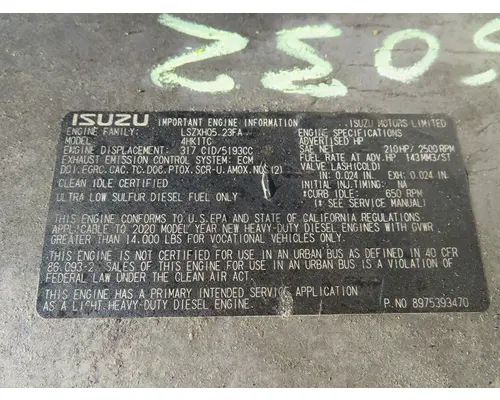 5032
ISUZU IMPORTANT ENGINE INFORMATION ISUZU MOTORS LIMITED
ENGINE FAMILY: LSZXH05.23FA ENGINE SPECIFICATION
MODEL 4HK1TC ADVERTISED HP
ENGINE DISPLACEMENT: 317 CID/5193CC SAE NET 210HP/2500RPM
EXHAUST EMISSION CONTROL SYSTEM: ECM FUEL RATE AT ADV.HP 143MM3/ST
DDI.EGRC.CAC.TC.DOC.PTOX.SCR-U.AMOX.NOS(2) VALVE LASH(COLD)
IN: 0.024 IN. EXH: 0.024 IN.
CLEAN IDLE CERTIFIED INITIAL INJECTION TIMING: NA
*CURB IDLE: 650 RPM
ULTRA LOW SULFUR DIESEL FUEL ONLY (* SEE SERVICE MANUAL)
THIS ENGINE CONFORMS TO U.S.EPA AND STATE OF CALIFORNIA REGULATIONS
APPLICABLE TO 2020 MODEL YEAR NEW HEAVY-DUTY DIESEL ENGINES WITH GVWR
GREATER THAN 14.000 LBS FOR VOCATIONAL VEHICLES ONLY.
THIS ENGINE IS NOT CERTIFIED FOR USE IN AN URBAN BUS AS DEFINED IN 40 CFR
86.093-2. SALES OF THIS ENGINE FOR USE IN AN URBAN BUS IS A VIOLATION OF
FEDERAL LAW UNDER THE CLEAN AIR ACT.
THIS ENGINE HAS A PRIMARY INTENDED SERVICE APPLICATION
AS A LIGHT HEAVY-DUTY DIESEL ENGINE. P.NO 8975393470